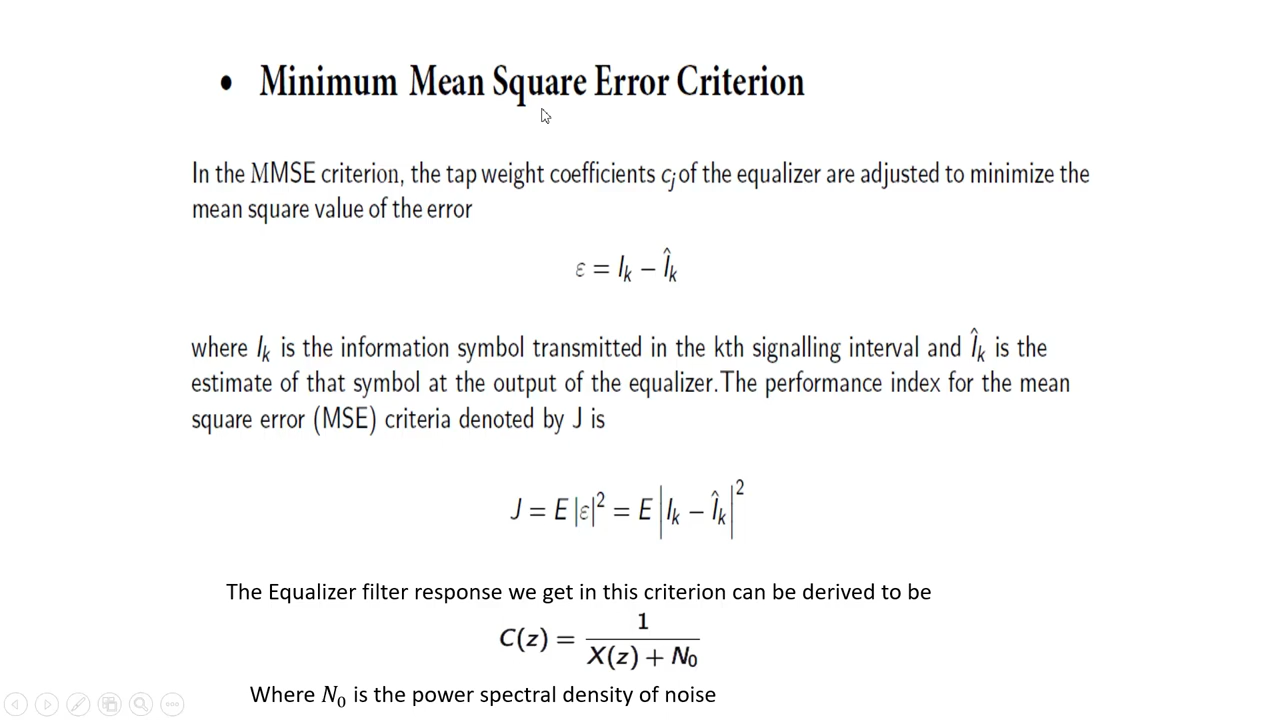 • Minimum Mean Square Error Criterion
In the MMSE criterion, the tap weight coefficients cⱼ of the equalizer are adjusted to minimize the
mean square value of the error
ε = Iₖ − Îₖ
where Iₖ is the information symbol transmitted in the kth signalling interval and Îₖ is the
estimate of that symbol at the output of the equalizer.The performance index for the mean
square error (MSE) criteria denoted by J is
J = E |ε|² = E |Iₖ − Îₖ|²
The Equalizer filter response we get in this criterion can be derived to be
C(z) = 1 / (X(z) + N₀)
Where N₀ is the power spectral density of noise